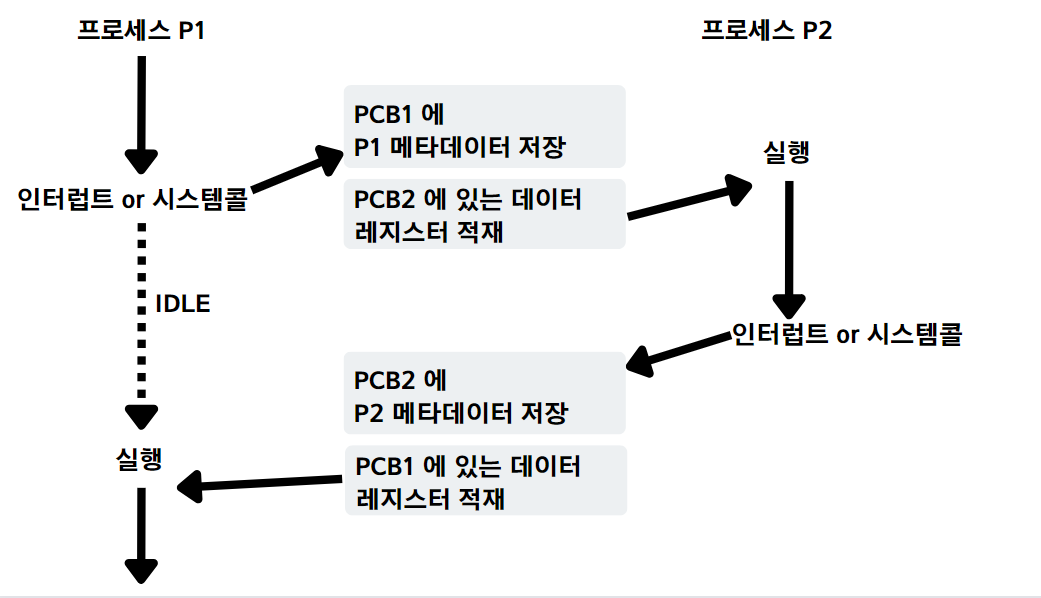 프로세스 P1
프로세스 P2
PCB1 에
P1 메타데이터 저장
실행
인터럽트 or 시스템콜
PCB2 에 있는 데이터
레지스터 적재
IDLE
인터럽트 or 시스템콜
PCB2 에
P2 메타데이터 저장
실행
PCB1 에 있는 데이터
레지스터 적재